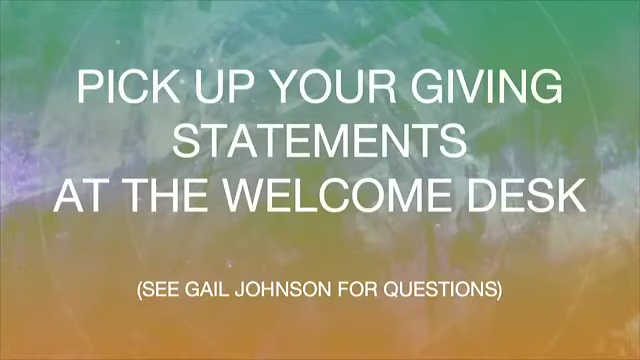 PICK UP YOUR GIVING
STATEMENTS
AT THE WELCOME DESK
(SEE GAIL JOHNSON FOR QUESTIONS)